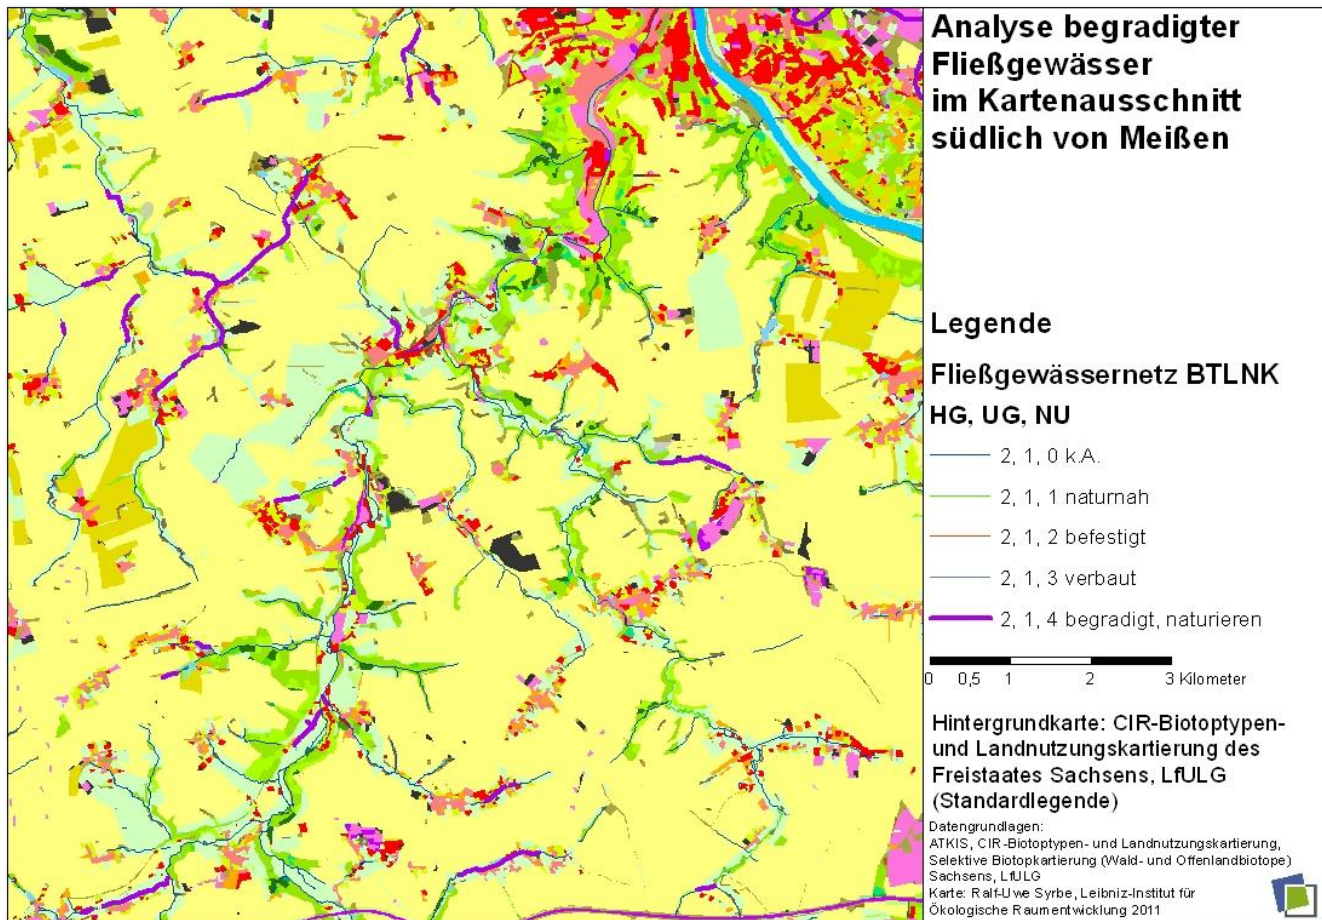 Analyse begradigter
Fließgewässer
im Kartenausschnitt
südlich von Meißen
Legende
Fließgewässernetz BTLNK
HG, UG, NU
2, 1, 0 k.A.
2, 1, 1 naturnah
2, 1, 2 befestigt
2, 1, 3 verbaut
2, 1, 4 begradigt, naturieren
0 0,5 1 2 3 Kilometer
Hintergrundkarte: CIR-Biotoptypen-
und Landnutzungskartierung des
Freistaates Sachsens, LfULG
(Standardlegende)
Datengrundlagen:
ATKIS, CIR-Biotoptypen- und Landnutzungskartierung,
Selektive Biotopkartierung (Wald- und Offenlandbiotope)
Sachsens, LfULG
Karte: Ralf-Uwe Syrbe, Leibniz-Institut für
Ökologische Raumentwicklung 2011